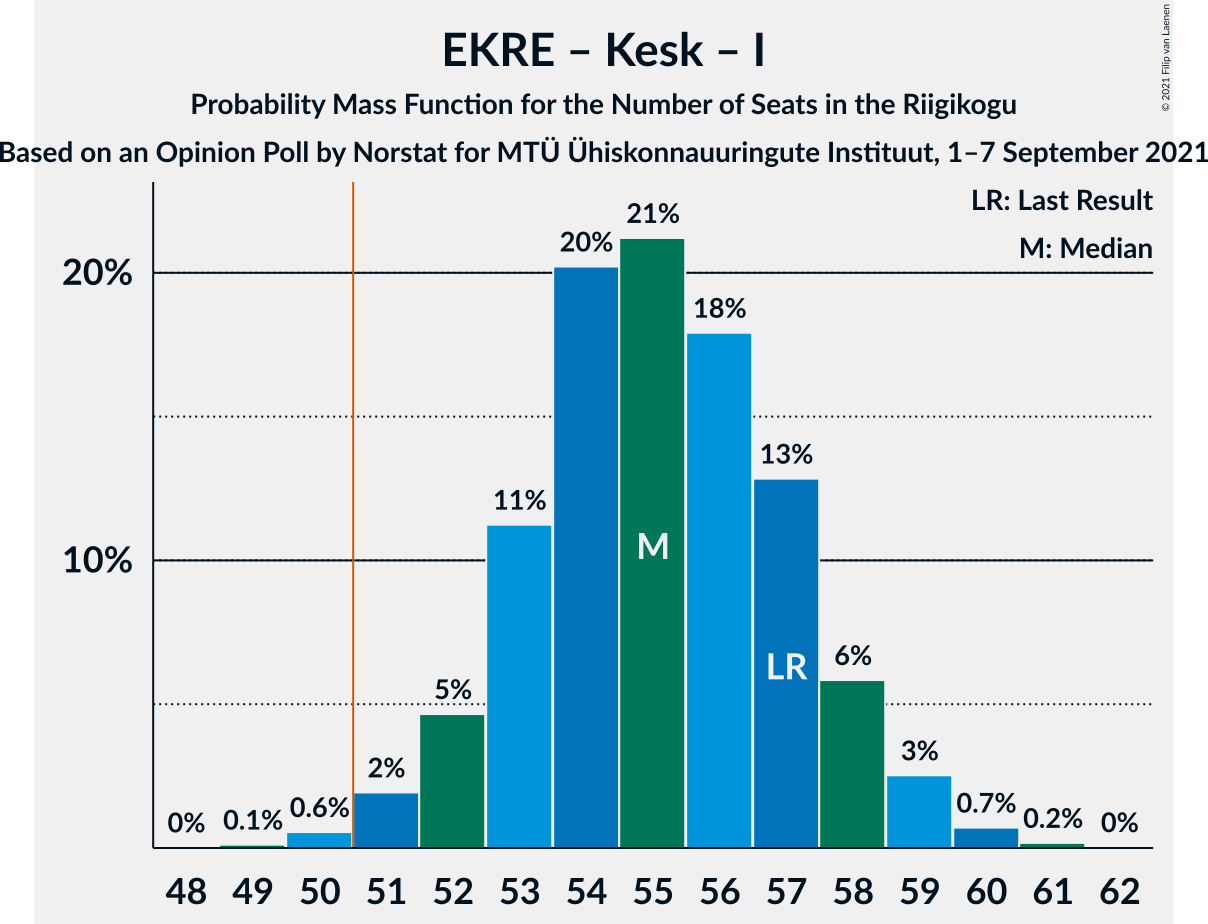 EKRE – Kesk – I
Probability Mass Function for the Number of Seats in the Riigikogu
Based on an Opinion Poll by Norstat for MTÜ Ühiskonnauuringute Instituut, 1–7 September 2021
© 2021 Filip van Laenen
LR: Last Result
M: Median
20%
10%
0% 0.1% 0.6% 2% 5% 11% 20% 21% 18% 13% 6% 3% 0.7% 0.2% 0%
M
LR
48 49 50 51 52 53 54 55 56 57 58 59 60 61 62